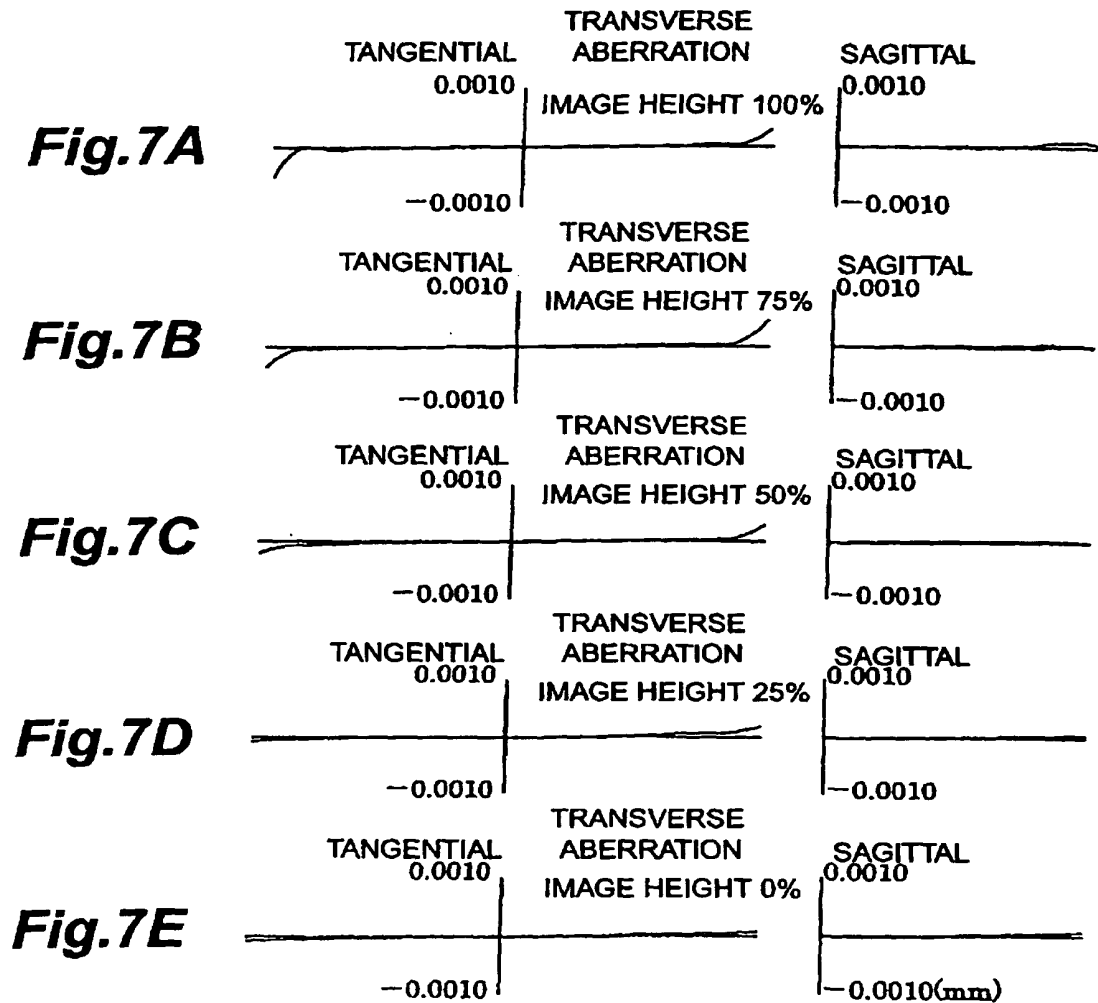 TRANSVERSE
TANGENTIAL ABERRATION SAGITTAL
0.0010 0.0010
IMAGE HEIGHT 100%
Fig.7A
—0.0010 —0.0010
TRANSVERSE
TANGENTIAL ABERRATION SAGITTAL
0.0010 IMAGE HEIGHT 75% 0.0010
Fig.7B
—0.0010 —0.0010
TRANSVERSE
TANGENTIAL ABERRATION SAGITTAL
0.0010 IMAGE HEIGHT 50% 0.0010
Fig.7C
—0.0010 —0.0010
TRANSVERSE
TANGENTIAL ABERRATION SAGITTAL
0.0010 IMAGE HEIGHT 25% 0.0010
Fig.7D
—0.0010 —0.0010
TRANSVERSE
TANGENTIAL ABERRATION SAGITTAL
0.0010 IMAGE HEIGHT 0% 0.0010
Fig.7E
—0.0010 —0.0010(mm)